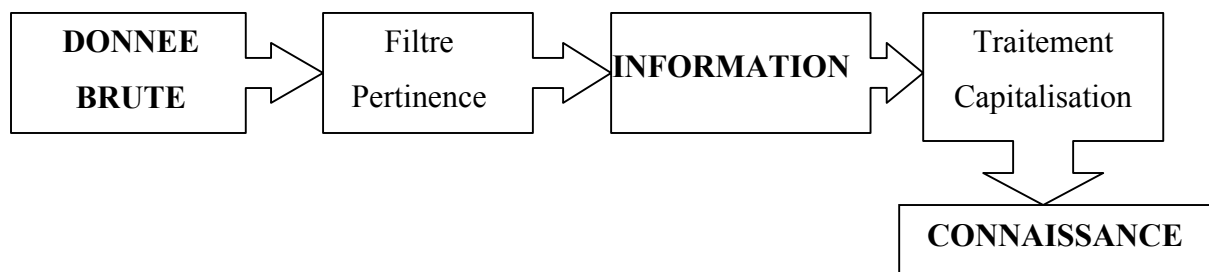 DONNEE
BRUTE
Filtre
Pertinence
INFORMATION
Traitement
Capitalisation
CONNAISSANCE